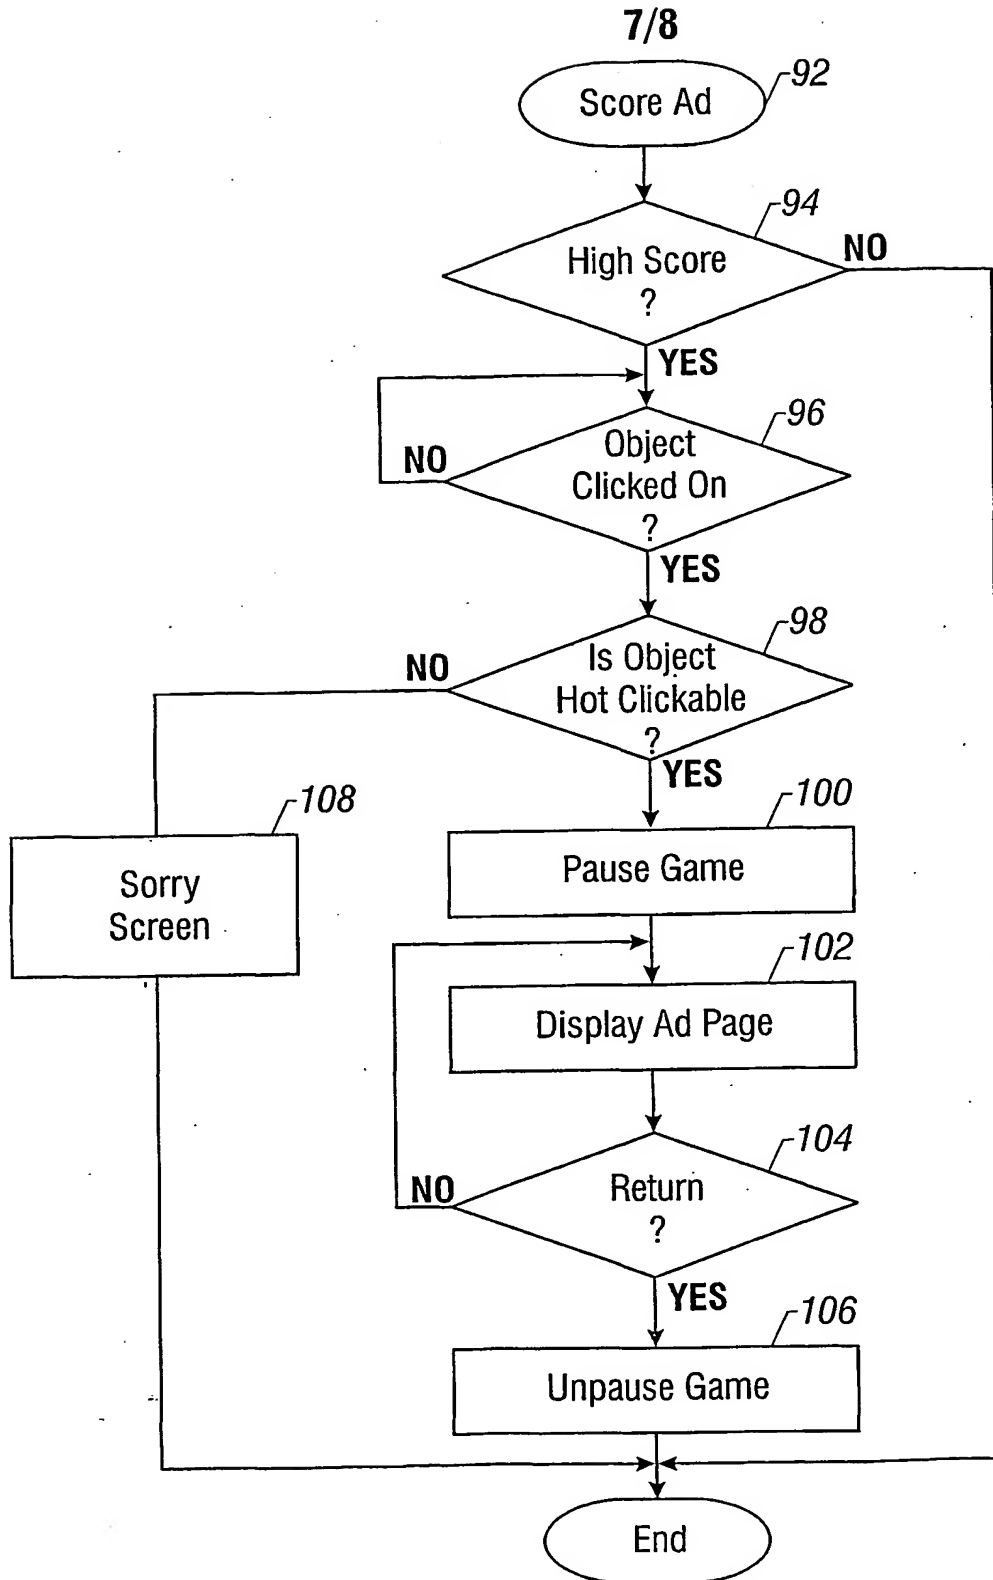 7/8
Score Ad
92
94
High Score
?
NO
YES
96
Object
Clicked On
?
NO
YES
98
Is Object
Hot Clickable
?
NO
YES
108
Sorry
Screen
100
Pause Game
102
Display Ad Page
104
Return
?
NO
YES
106
Unpause Game
End